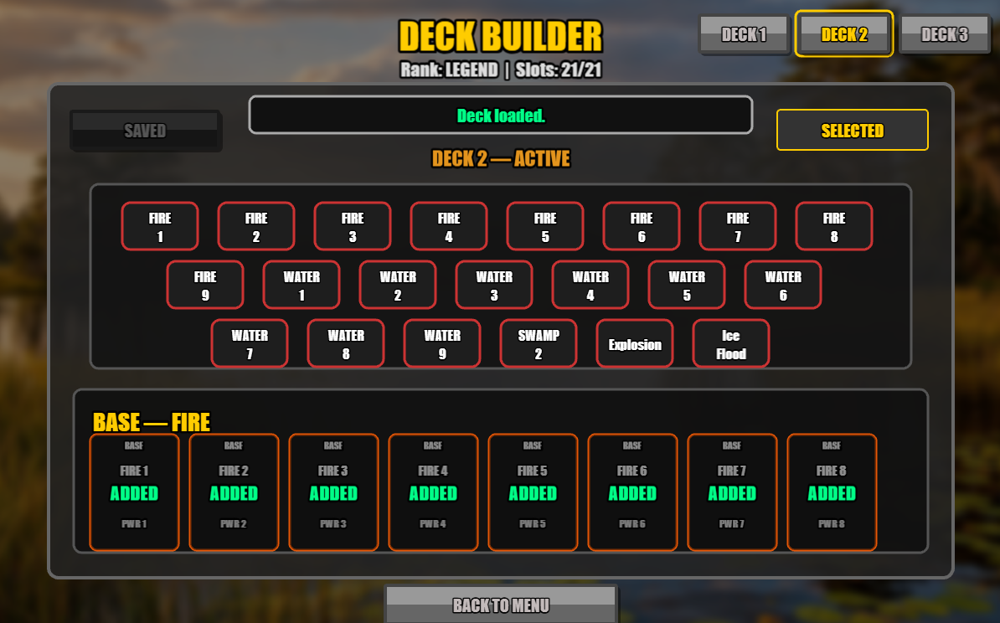 DECK BUILDER
Rank: LEGEND | Slots: 21/21
DECK 1
DECK 2
DECK 3
SAVED
Deck loaded.
SELECTED
DECK 2 — ACTIVE
FIRE
1
FIRE
2
FIRE
3
FIRE
4
FIRE
5
FIRE
6
FIRE
7
FIRE
8
FIRE
9
WATER
1
WATER
2
WATER
3
WATER
4
WATER
5
WATER
6
WATER
7
WATER
8
WATER
9
SWAMP
2
Explosion
Ice
Flood
BASE — FIRE
BASE
FIRE 1
ADDED
PWR 1
BASE
FIRE 2
ADDED
PWR 2
BASE
FIRE 3
ADDED
PWR 3
BASE
FIRE 4
ADDED
PWR 4
BASE
FIRE 5
ADDED
PWR 5
BASE
FIRE 6
ADDED
PWR 6
BASE
FIRE 7
ADDED
PWR 7
BASE
FIRE 8
ADDED
PWR 8
BACK TO MENU